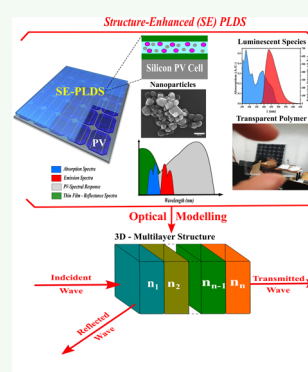 Structure-Enhanced (SE) PLDS
SE-PLDS
PV
Silicon PV Cell
Nanoparticles
Luminescent Species
λ (nm)
Transparent Polymer
Absorption Spectra
Emission Spectra
PV-Spectral Response
Thin Film - Reflectance Spectra
Wavelength (nm)
Optical Modelling
3D - Multilayer Structure
Indcident
Wave
n1 n2 nn-1 nn
Transmitted
Wave
Reflected
Wave